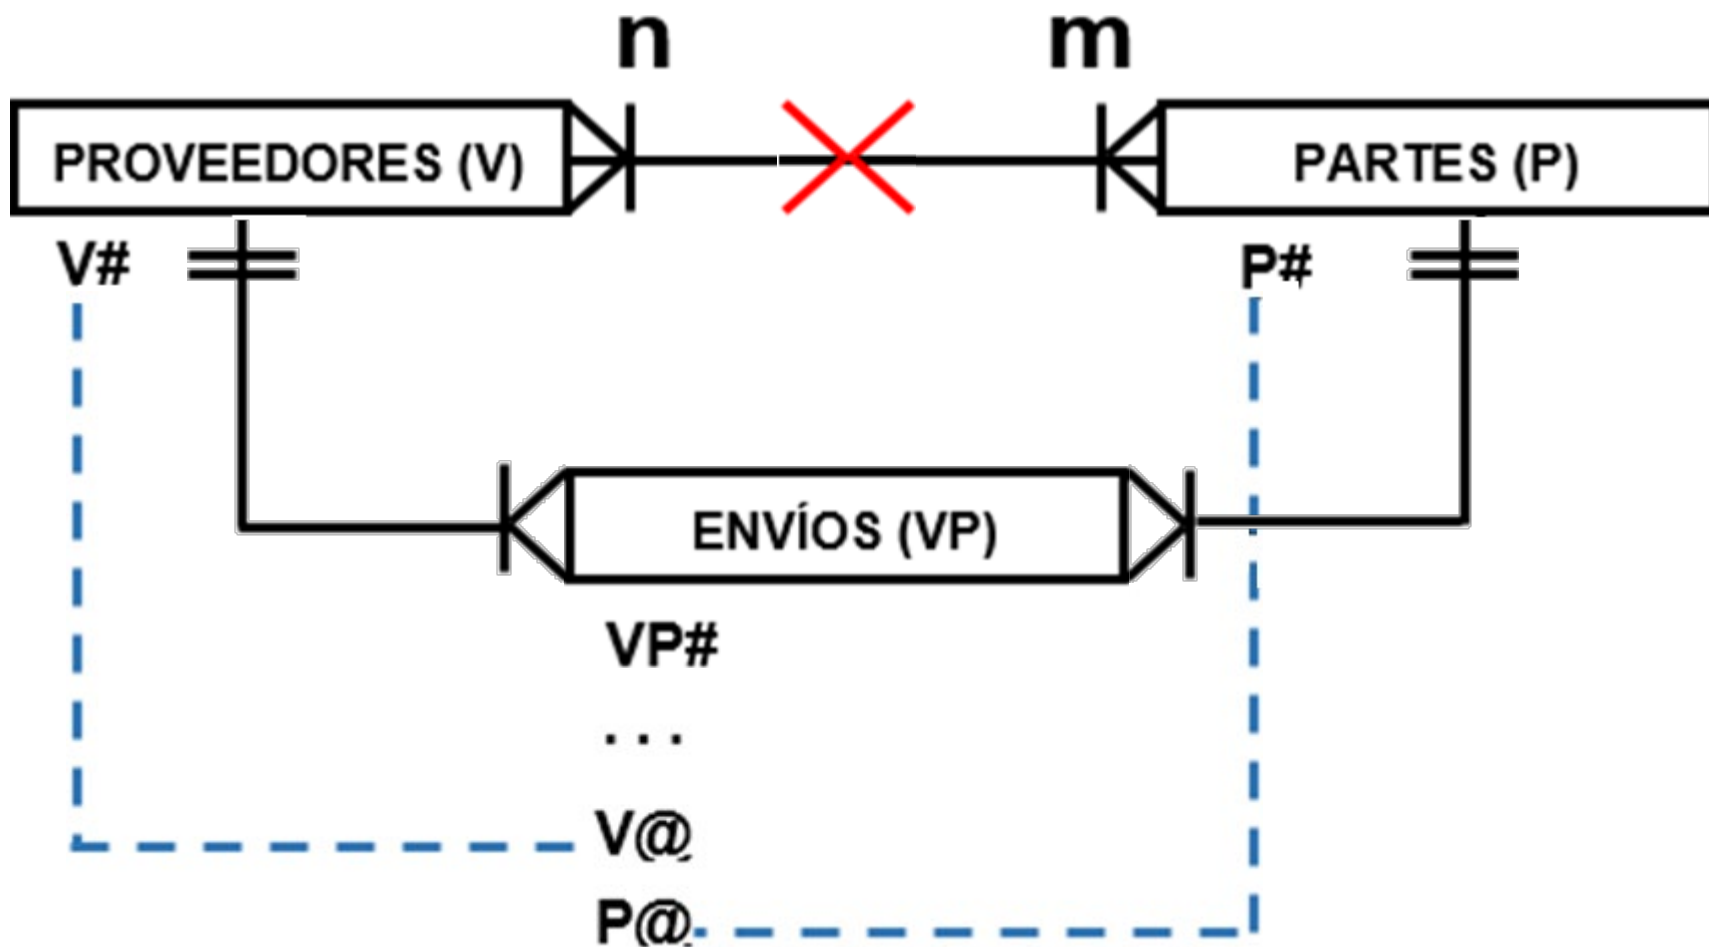 n m
PROVEEDORES (V) PARTES (P)
V# P#
ENVÍOS (VP)
VP#
. . .
V@
P@